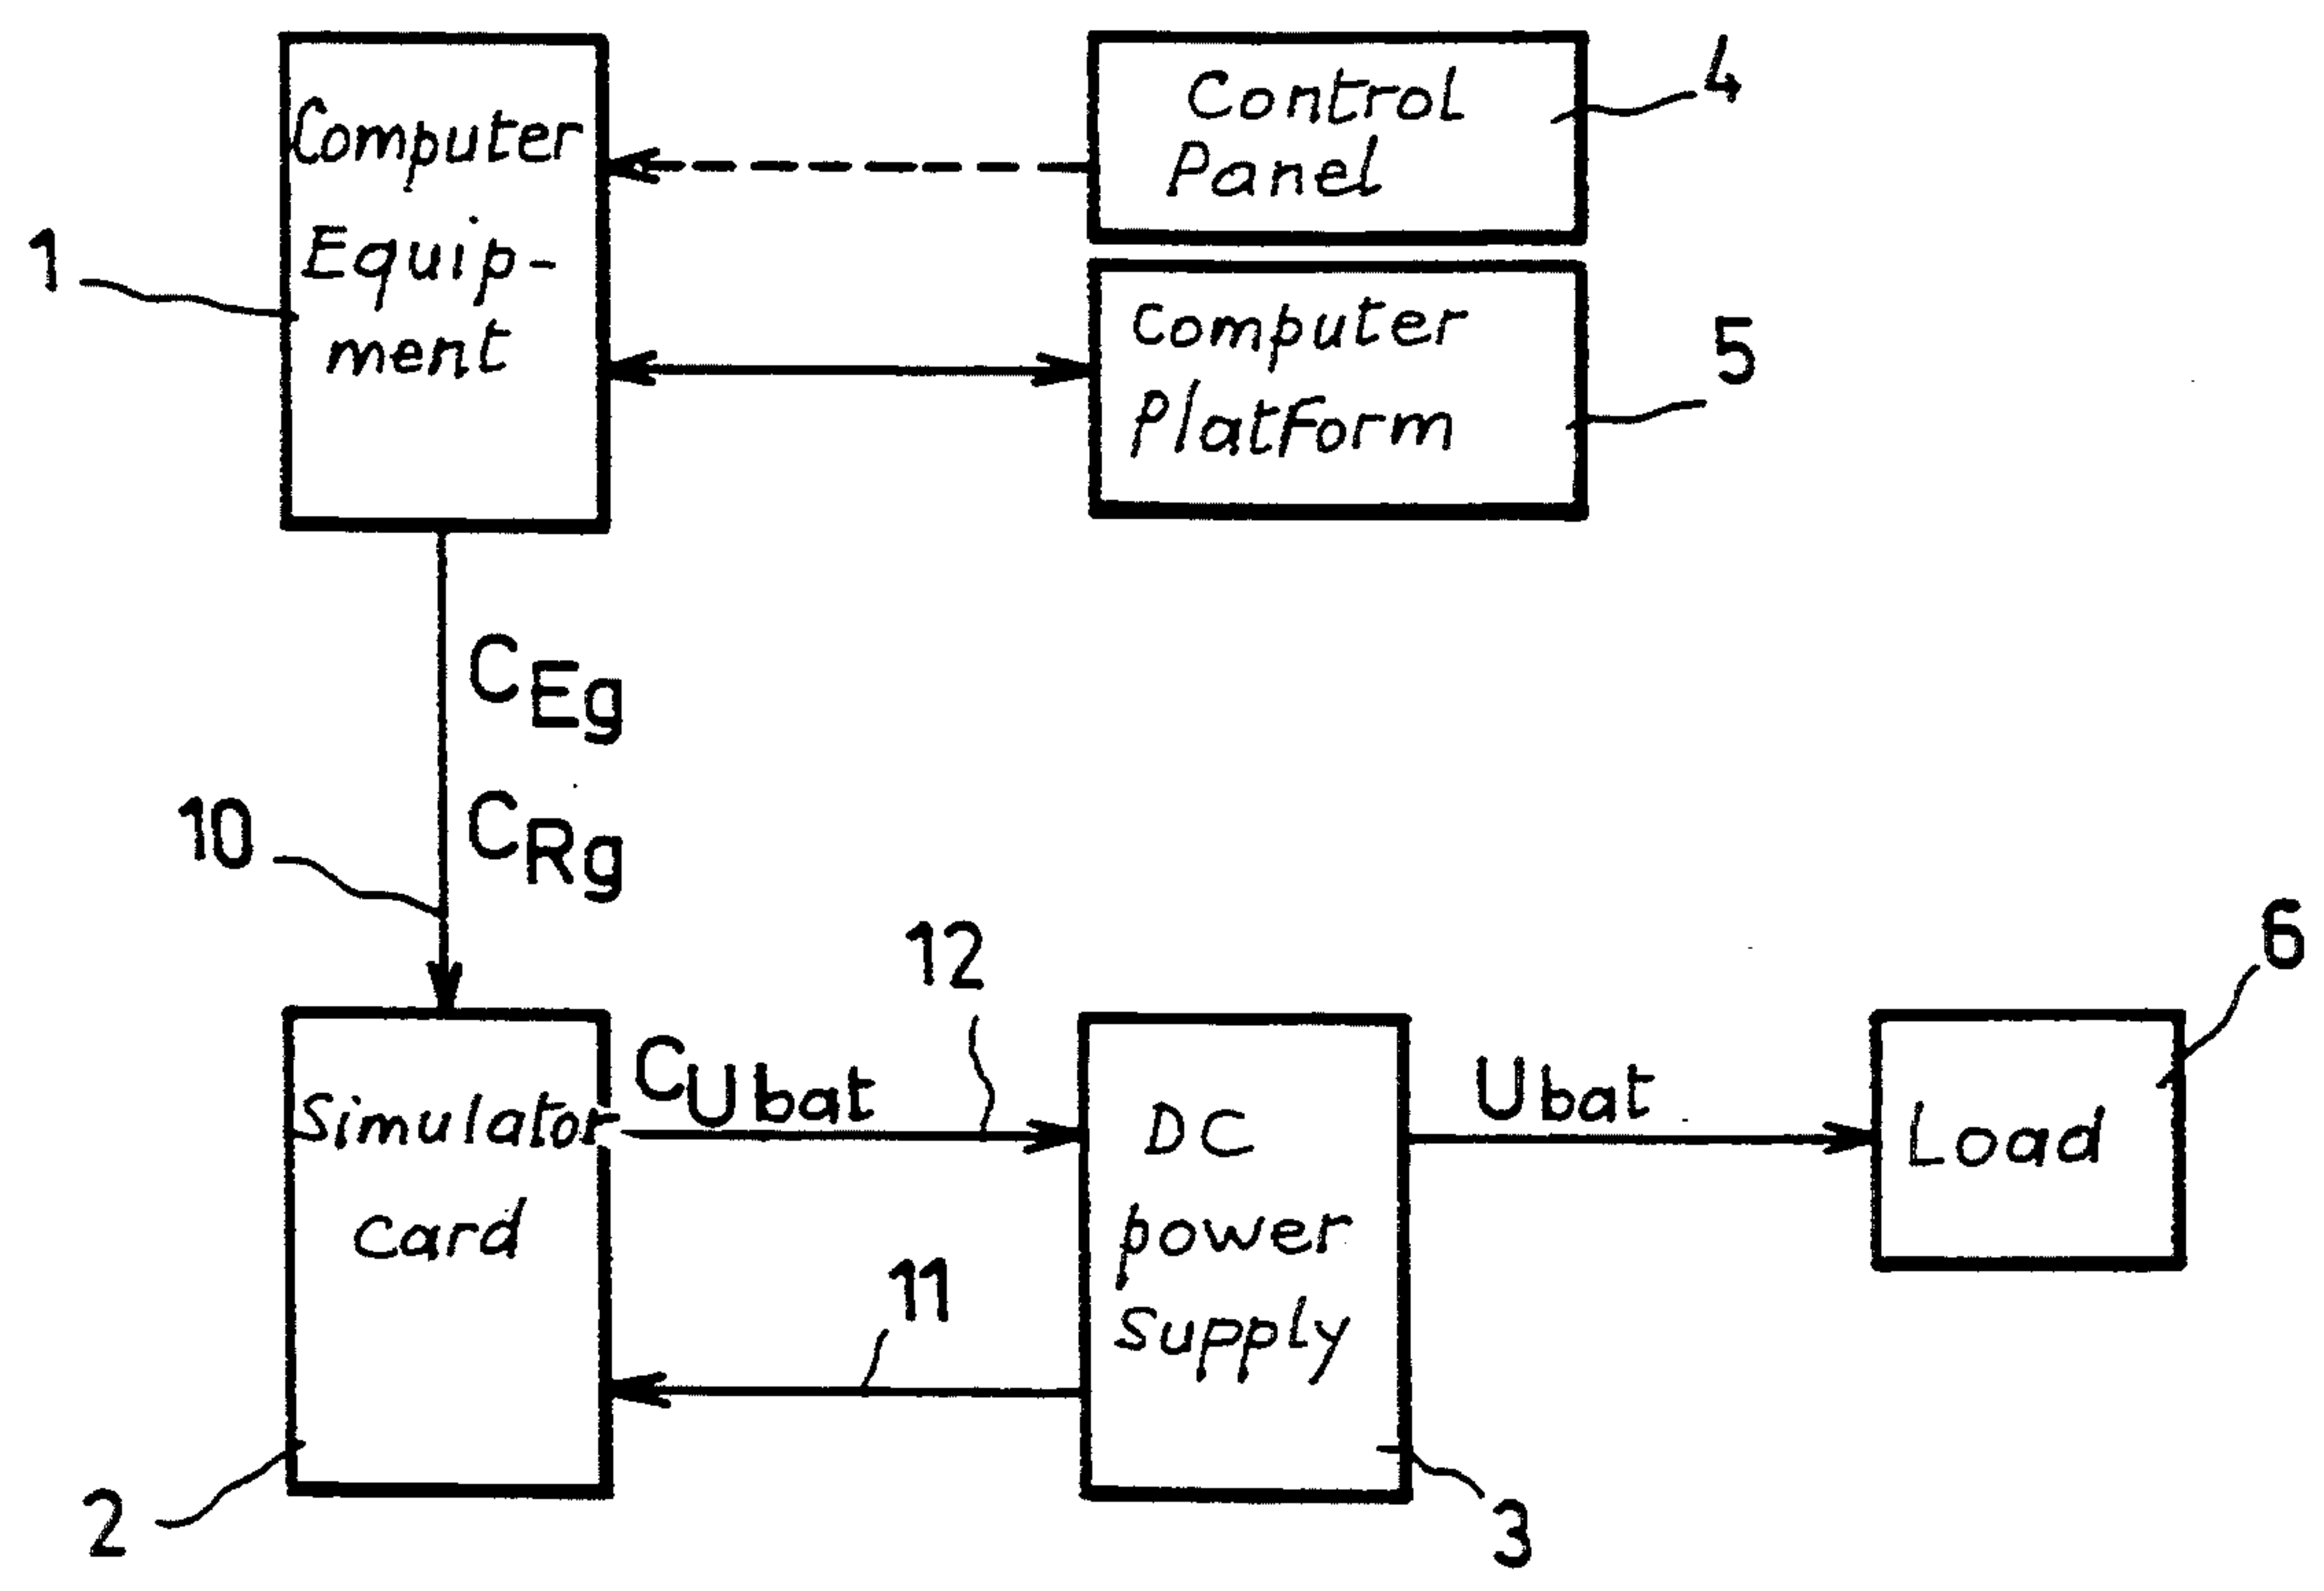 Computer
Equip-
ment
1
Control
Panel
4
Computer
Platform
5
CEg
CRg
10
12
6
Simulator
card
CUbat
DC
power
supply
Ubat
Load
11
2
3